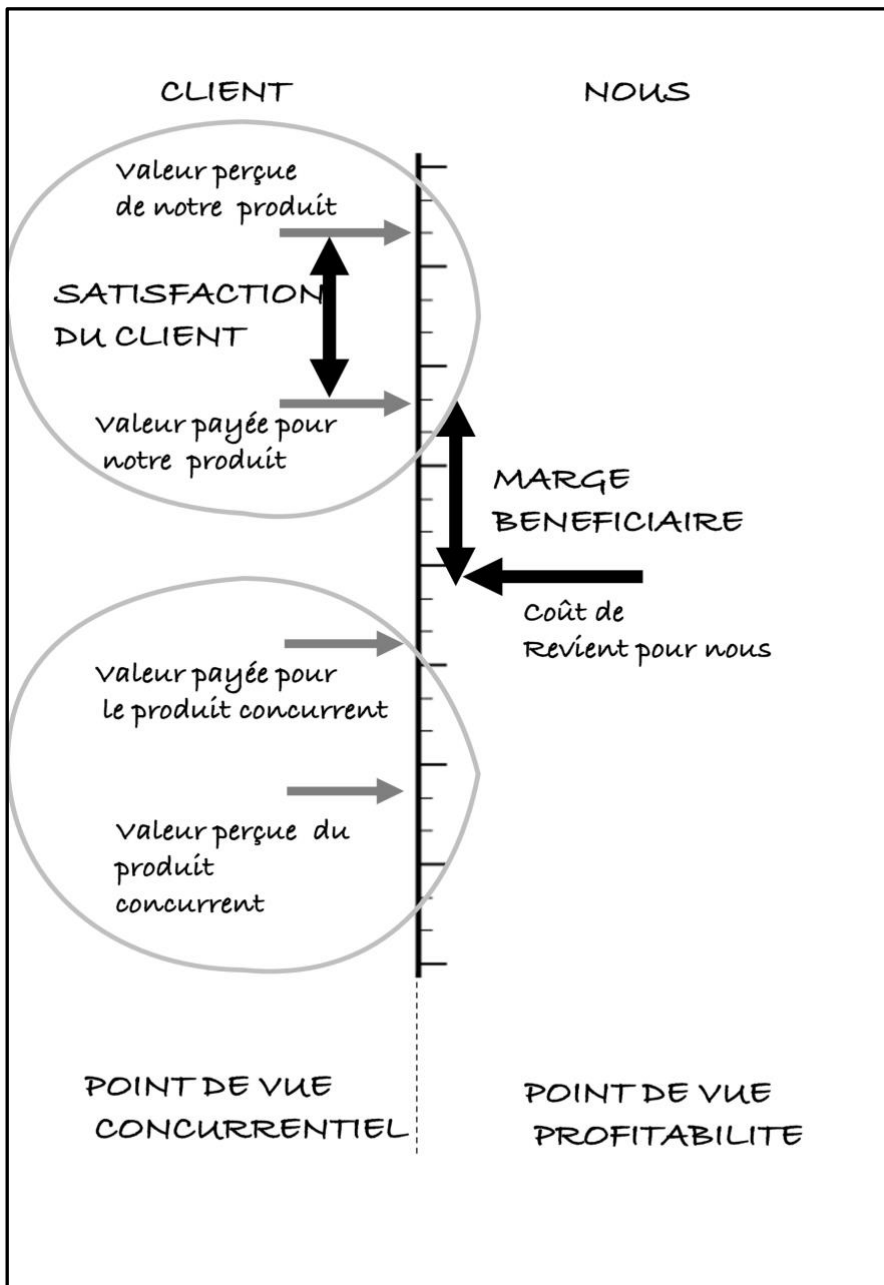 CLIENT
NOUS
Valeur perçue
de notre produit
SATISFACTION
DU CLIENT
Valeur payée pour
notre produit
MARGE
BENEFICIAIRE
Coût de
Revient pour nous
Valeur payée pour
le produit concurrent
Valeur perçue du
produit
concurrent
POINT DE VUE
CONCURRENTIEL
POINT DE VUE
PROFITABILITE